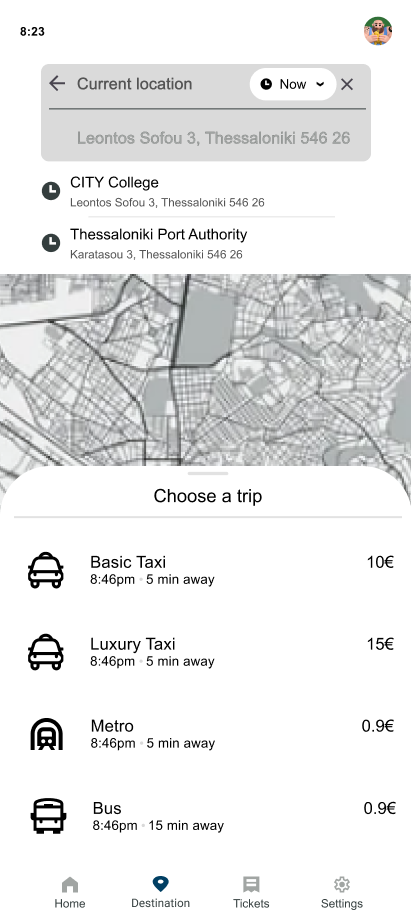 8:23
Current location
Now
Leontos Sofou 3, Thessaloniki 546 26
CITY College
Leontos Sofou 3, Thessaloniki 546 26
Thessaloniki Port Authority
Karatasou 3, Thessaloniki 546 26
Choose a trip
Basic Taxi 10€
8:46pm • 5 min away
Luxury Taxi 15€
8:46pm • 5 min away
Metro 0.9€
8:46pm • 5 min away
Bus 0.9€
8:46pm • 15 min away
Home Destination Tickets Settings